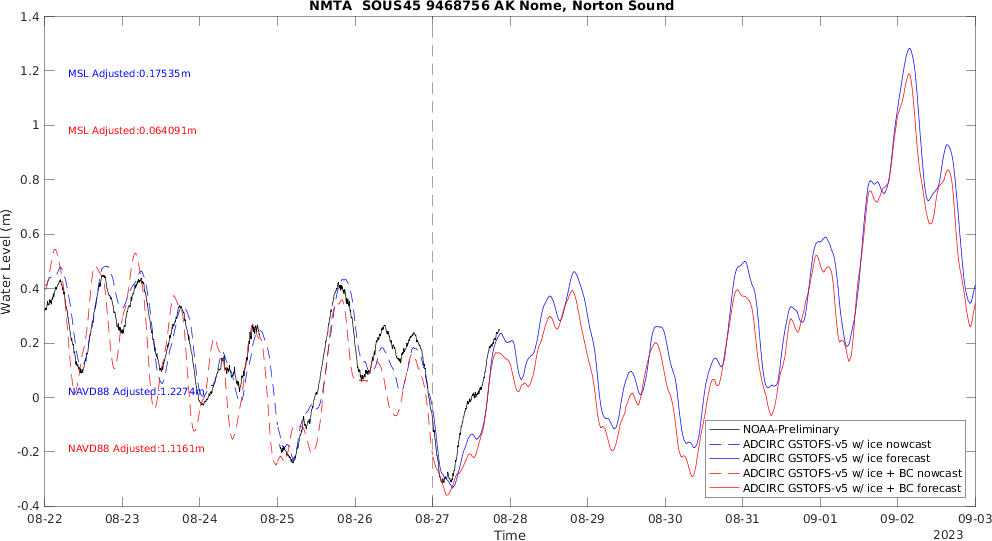 NMTA  SOUS45 9468756 AK Nome, Norton Sound
1.4
1.2
1
0.8
0.6
0.4
0.2
0
-0.2
-0.4
Water Level (m)
MSL Adjusted:0.17535m
MSL Adjusted:0.064091m
NAVD88 Adjusted:1.2274m
NAVD88 Adjusted:1.1161m
NOAA-Preliminary
ADCIRC GSTOFS-v5 w/ ice nowcast
ADCIRC GSTOFS-v5 w/ ice forecast
ADCIRC GSTOFS-v5 w/ ice + BC nowcast
ADCIRC GSTOFS-v5 w/ ice + BC forecast
08-22 08-23 08-24 08-25 08-26 08-27 08-28 08-29 08-30 08-31 09-01 09-02 09-03
Time
2023